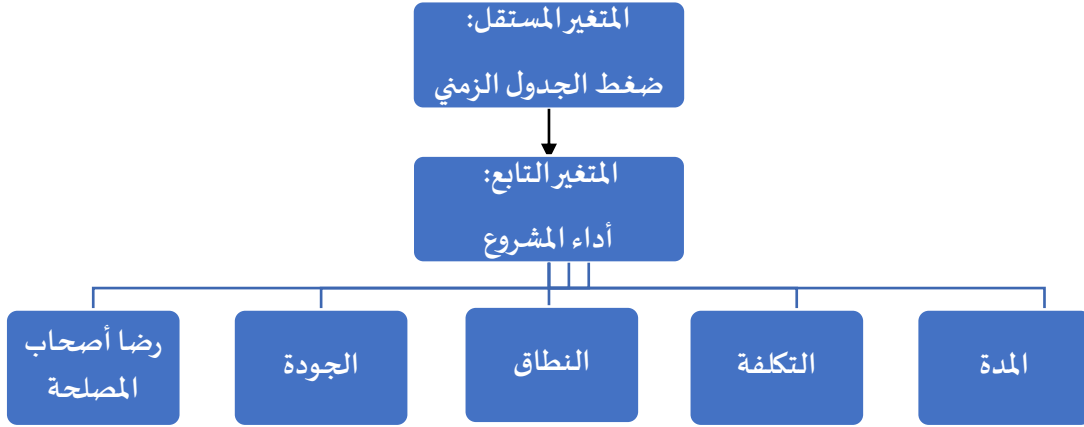 المتغير المستقل:
ضغط الجدول الزمني
المتغير التابع:
أداء المشروع
المدة
التكلفة
النطاق
الجودة
رضا أصحاب
المصلحة